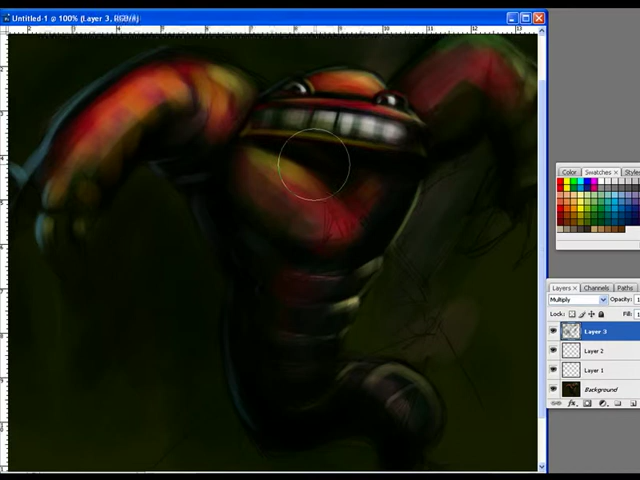 Untitled-1 @ 100% (Layer 3, RGB/8)
Color Swatches Styles
Layers Channels Paths
Multiply Opacity:
Lock: Fill:
Layer 3
Layer 2
Layer 1
Background